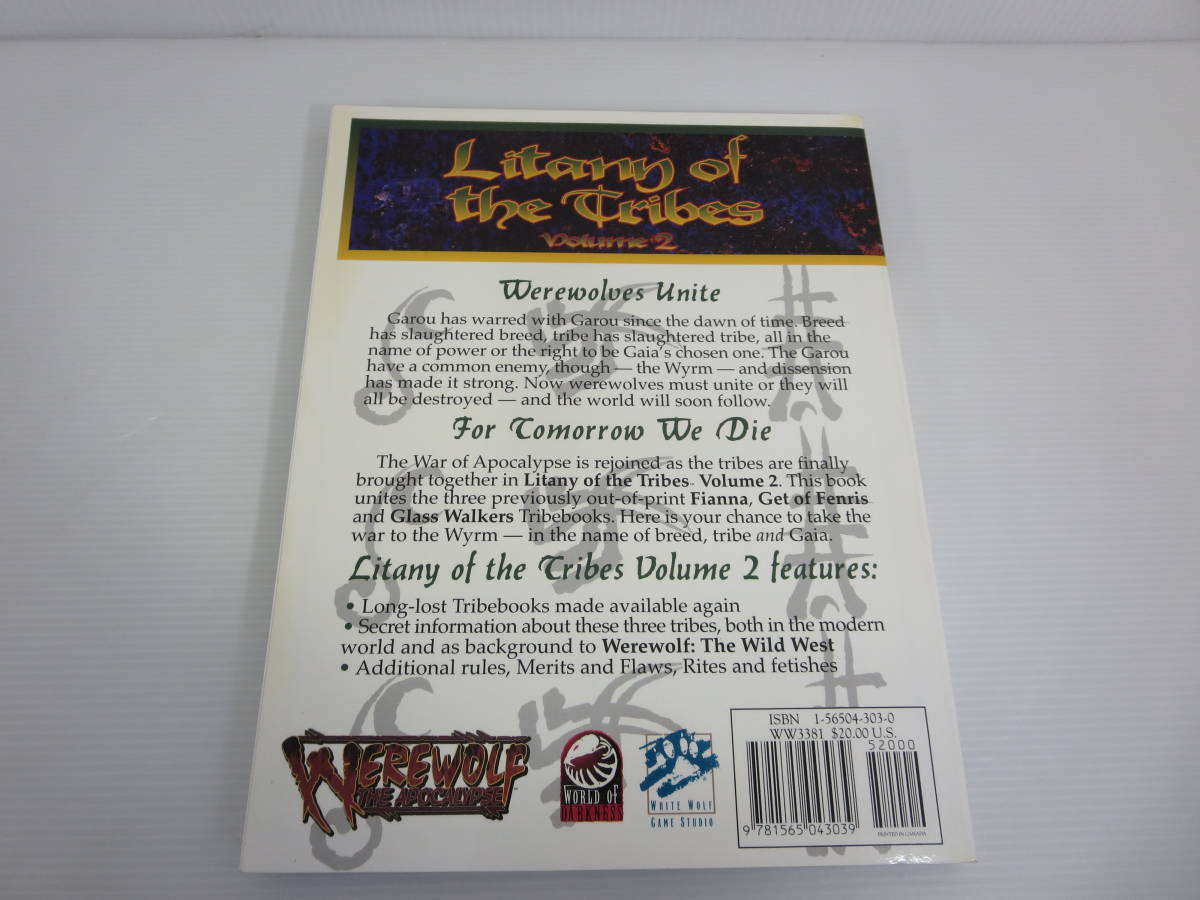 Litany of
the Tribes
Volume 2
Werewolves Unite
Garou has warred with Garou since the dawn of time. Breed
has slaughtered breed, tribe has slaughtered tribe, all in the
name of power or the right to be Gaia's chosen one. The Garou
have a common enemy, though — the Wyrm — and dissension
has made it strong. Now werewolves must unite or they will
all be destroyed — and the world will soon follow.
For Tomorrow We Die
The War of Apocalypse is rejoined as the tribes are finally
brought together in Litany of the Tribes Volume 2. This book
unites the three previously out-of-print Fianna, Get of Fenris
and Glass Walkers Tribebooks. Here is your chance to take the
war to the Wyrm — in the name of breed, tribe and Gaia.
Litany of the Tribes Volume 2 features:
• Long-lost Tribebooks made available again
• Secret information about these three tribes, both in the modern
world and as background to Werewolf: The Wild West
• Additional rules, Merits and Flaws, Rites and fetishes
WEREWOLF
THE APOCALYPSE
WORLD OF
DARKNESS
WHITE WOLF
GAME STUDIO
ISBN 1-56504-303-0
WW3381 $20.00 U.S.
52000
9 781565 043039
PRINTED IN CANADA